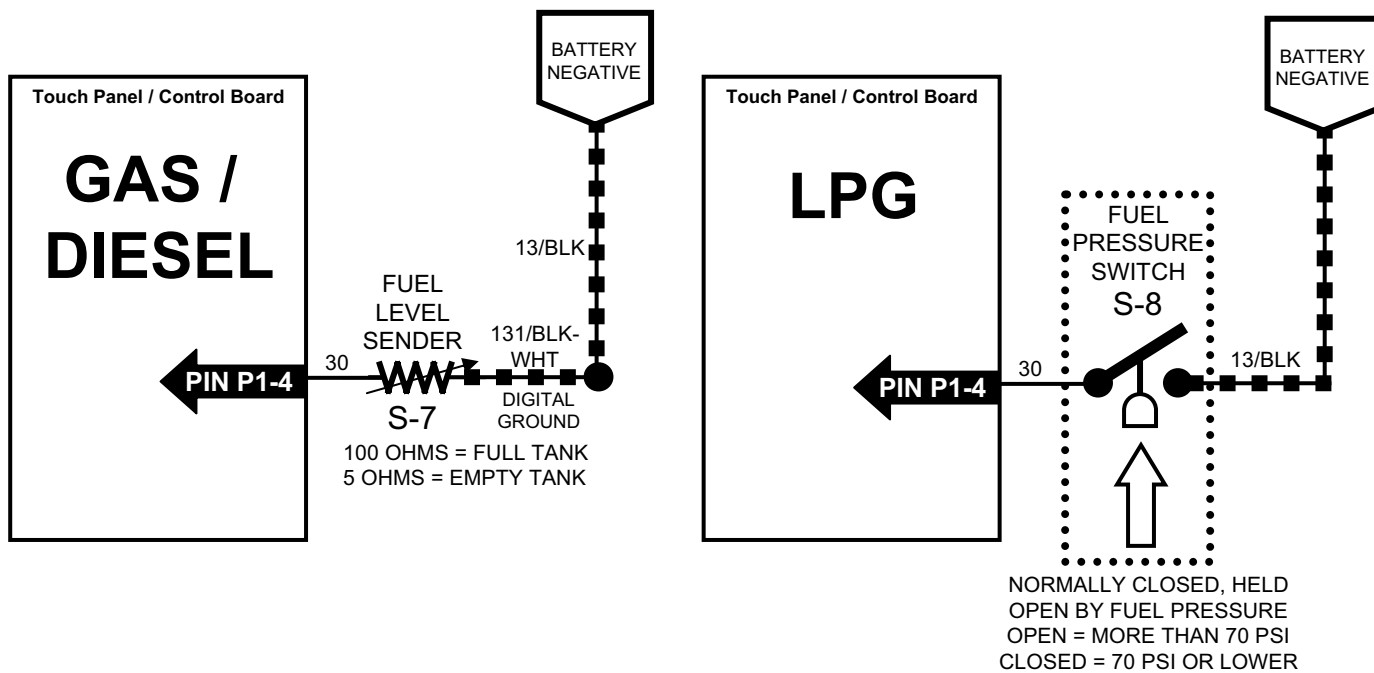 Touch Panel / Control Board
GAS /
DIESEL
PIN P1-4
30
FUEL
LEVEL
SENDER
S-7
100 OHMS = FULL TANK
5 OHMS = EMPTY TANK
131/BLK-
WHT
DIGITAL
GROUND
13/BLK
BATTERY
NEGATIVE
Touch Panel / Control Board
LPG
PIN P1-4
30
FUEL
PRESSURE
SWITCH
S-8
13/BLK
BATTERY
NEGATIVE
NORMALLY CLOSED, HELD
OPEN BY FUEL PRESSURE
OPEN = MORE THAN 70 PSI
CLOSED = 70 PSI OR LOWER